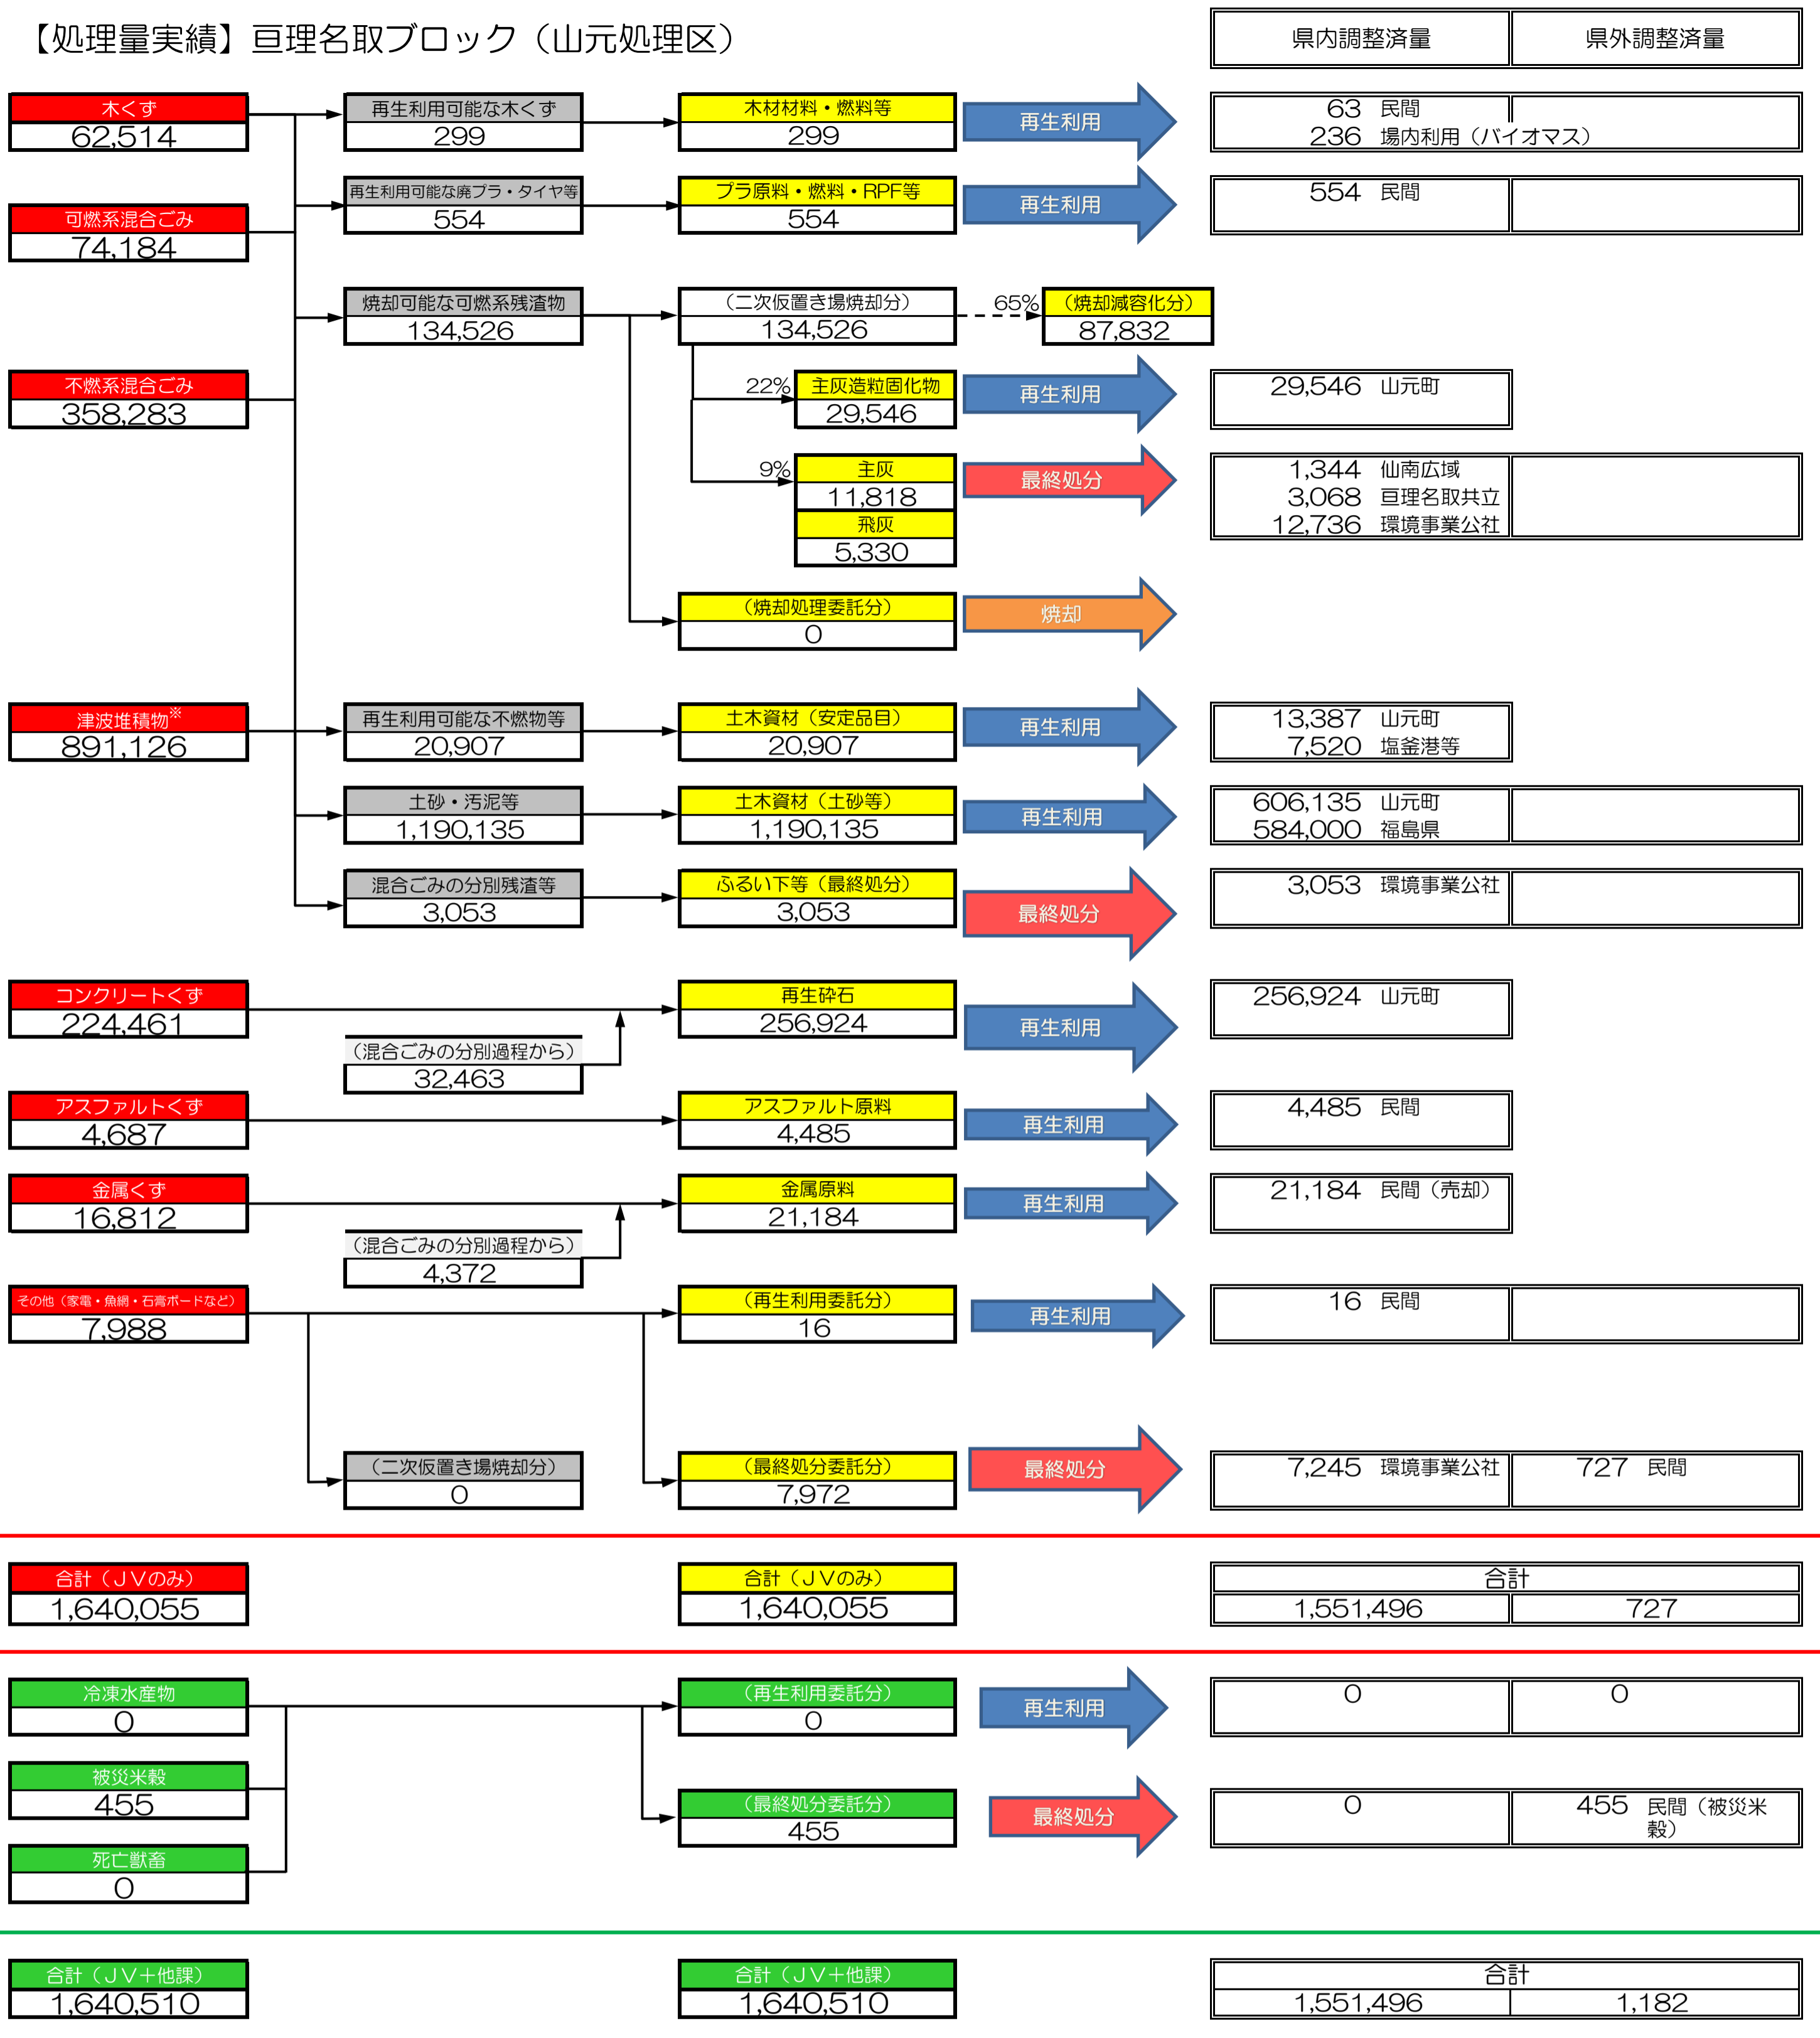 【処理量実績】亘理名取ブロック（山元処理区）
県内調整済量 県外調整済量
木くず 再生利用可能な木くず 木材材料・燃料等 再生利用 63 民間
62,514 299 299 236 場内利用（バイオマス）
再生利用可能な廃プラ・タイヤ等 プラ原料・燃料・RPF等 再生利用 554 民間
可燃系混合ごみ 554 554
74,184
焼却可能な可燃系残渣物 （二次仮置き場焼却分） 65% （焼却減容化分）
134,526 134,526 87,832
不燃系混合ごみ 22% 主灰造粒固化物 再生利用 29,546 山元町
358,283 29,546
9% 主灰 最終処分 1,344 仙南広域
11,818 3,068 亘理名取共立
飛灰 12,736 環境事業公社
5,330
（焼却処理委託分） 焼却
0
津波堆積物※ 再生利用可能な不燃物等 土木資材（安定品目） 再生利用 13,387 山元町
891,126 20,907 20,907 7,520 塩釜港等
土砂・汚泥等 土木資材（土砂等） 再生利用 606,135 山元町
1,190,135 1,190,135 584,000 福島県
混合ごみの分別残渣等 ふるい下等（最終処分） 最終処分 3,053 環境事業公社
3,053 3,053
コンクリートくず 再生砕石 再生利用 256,924 山元町
224,461 256,924
（混合ごみの分別過程から）
32,463
アスファルトくず アスファルト原料 再生利用 4,485 民間
4,687 4,485
金属くず 金属原料 再生利用 21,184 民間（売却）
16,812 21,184
（混合ごみの分別過程から）
4,372
その他（家電・魚網・石膏ボードなど） （再生利用委託分） 再生利用 16 民間
7,988 16
（二次仮置き場焼却分） （最終処分委託分） 最終処分 7,245 環境事業公社 727 民間
0 7,972
合計（ＪＶのみ） 合計（ＪＶのみ） 合計
1,640,055 1,640,055 1,551,496 727
冷凍水産物 （再生利用委託分） 再生利用 0 0
0 0
被災米穀
455
（最終処分委託分） 最終処分 0 455 民間（被災米
455 穀）
死亡獣畜
0
合計（ＪＶ＋他課） 合計（ＪＶ＋他課） 合計
1,640,510 1,640,510 1,551,496 1,182